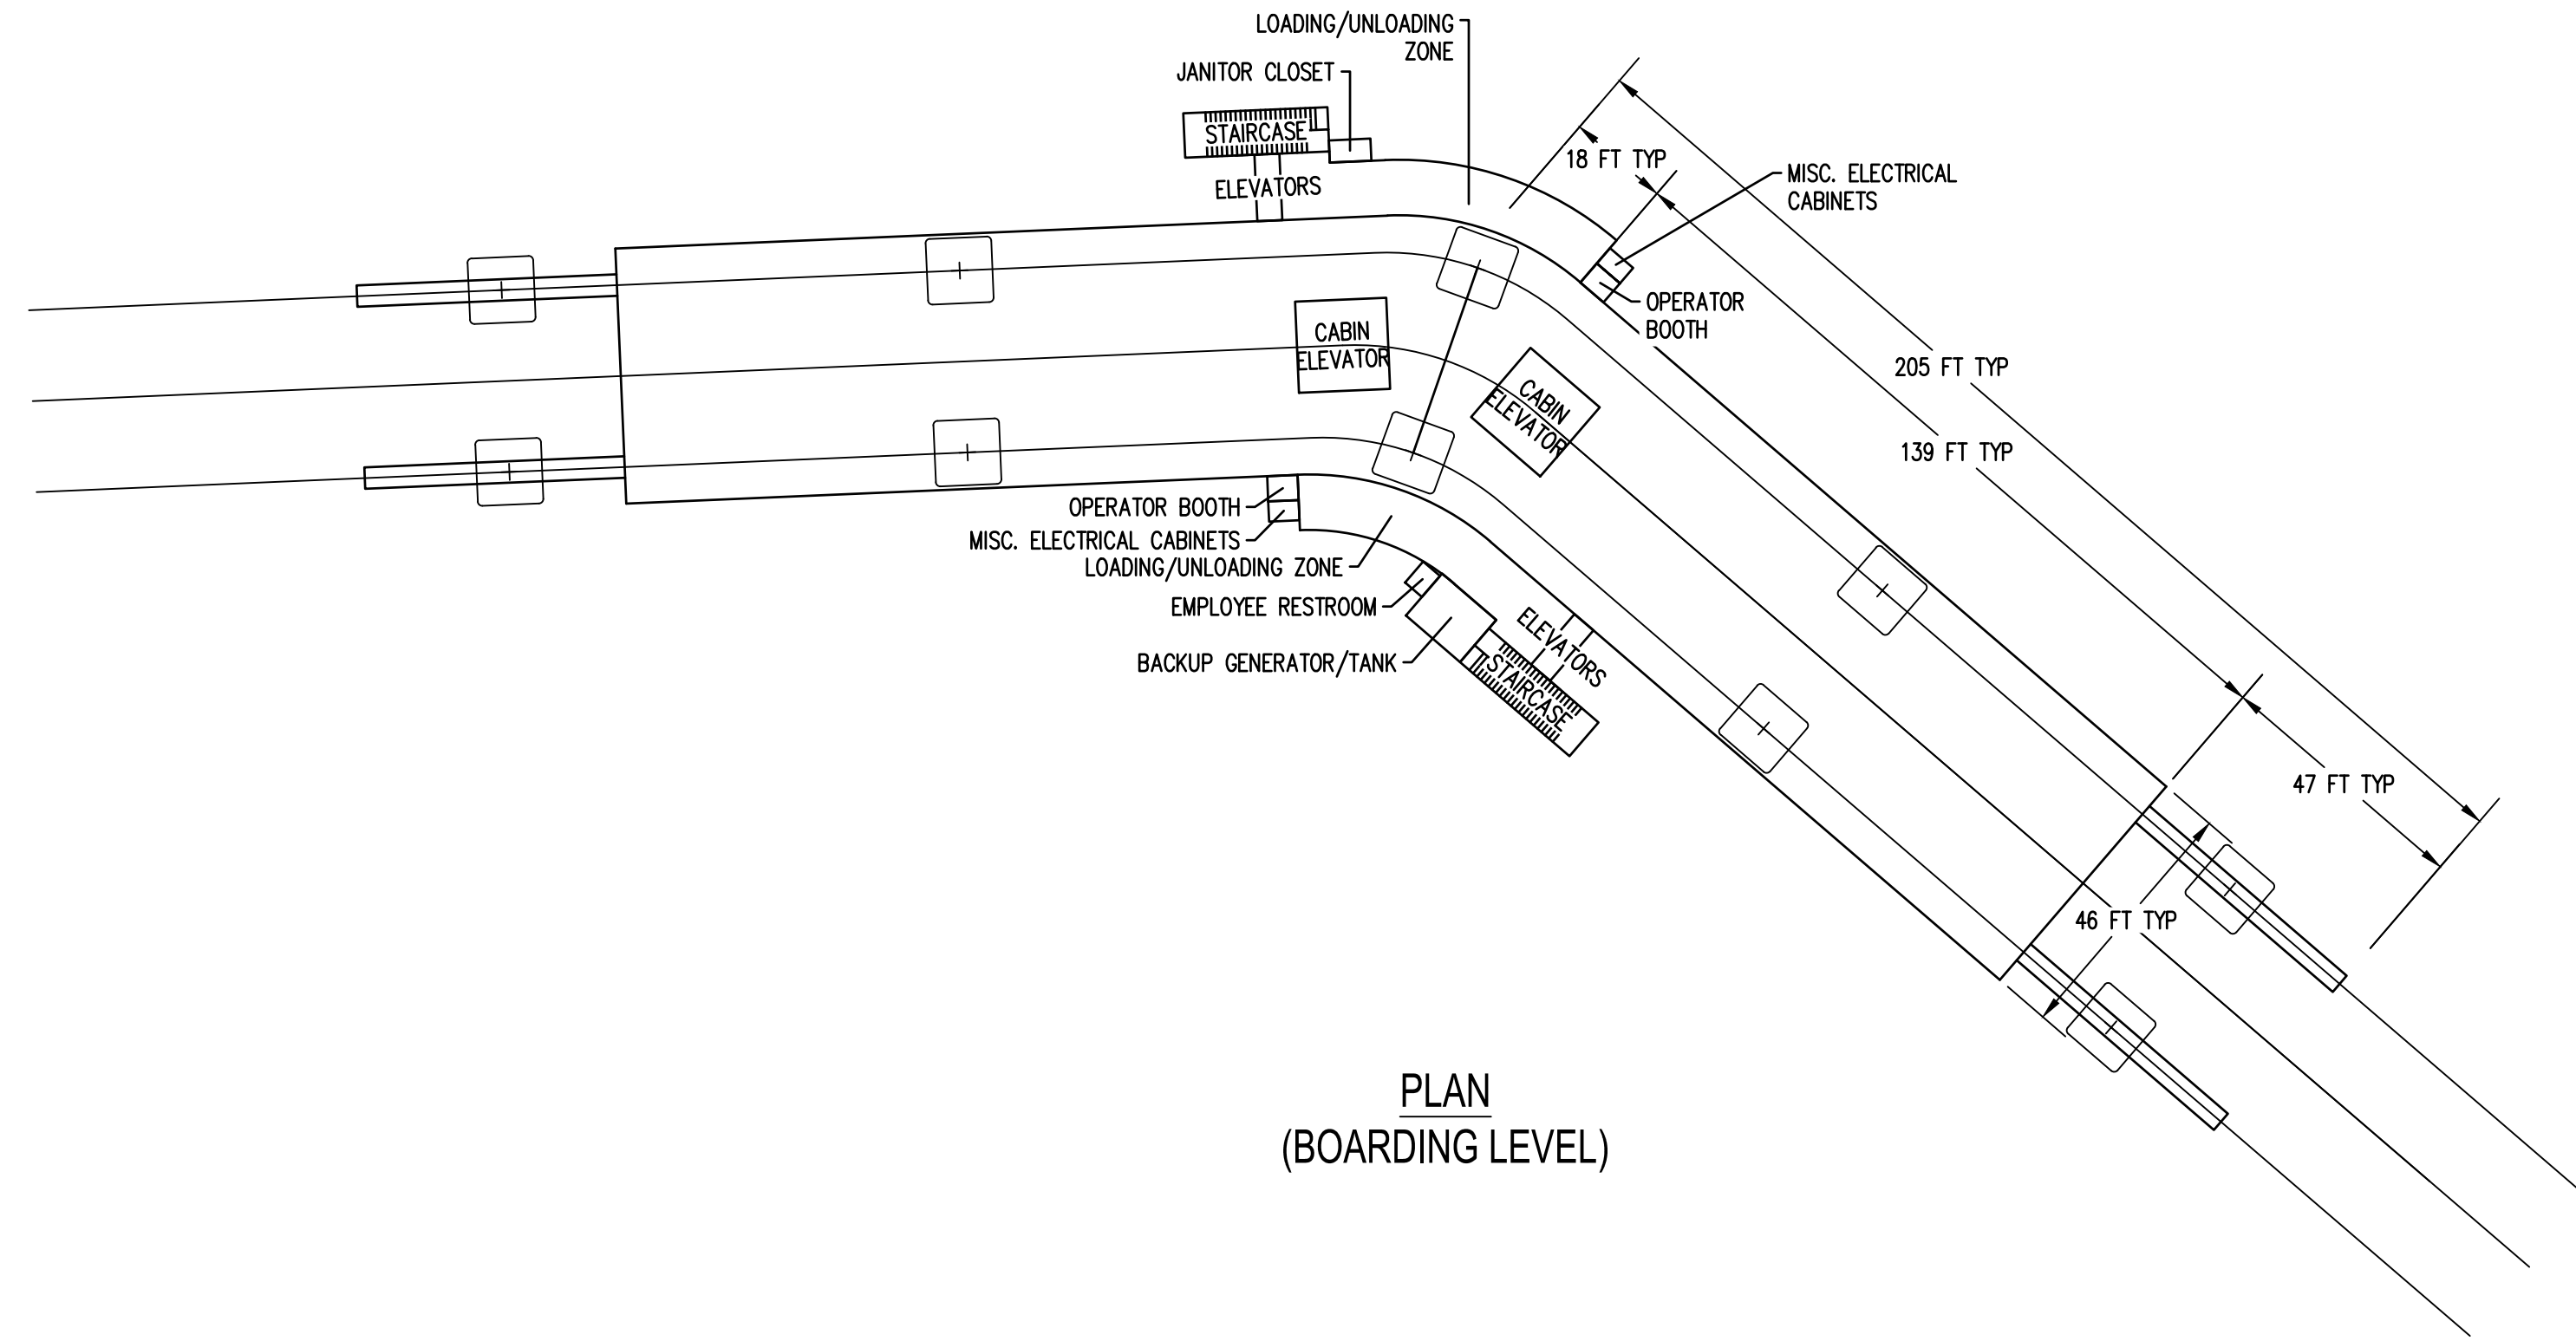 LOADING/UNLOADING
ZONE
JANITOR CLOSET
STAIRCASE
ELEVATORS
18 FT TYP
MISC. ELECTRICAL
CABINETS
OPERATOR
BOOTH
CABIN
ELEVATOR
CABIN
ELEVATOR
205 FT TYP
139 FT TYP
OPERATOR BOOTH
MISC. ELECTRICAL CABINETS
LOADING/UNLOADING ZONE
EMPLOYEE RESTROOM
BACKUP GENERATOR/TANK
ELEVATORS
STAIRCASE
47 FT TYP
46 FT TYP
PLAN
(BOARDING LEVEL)